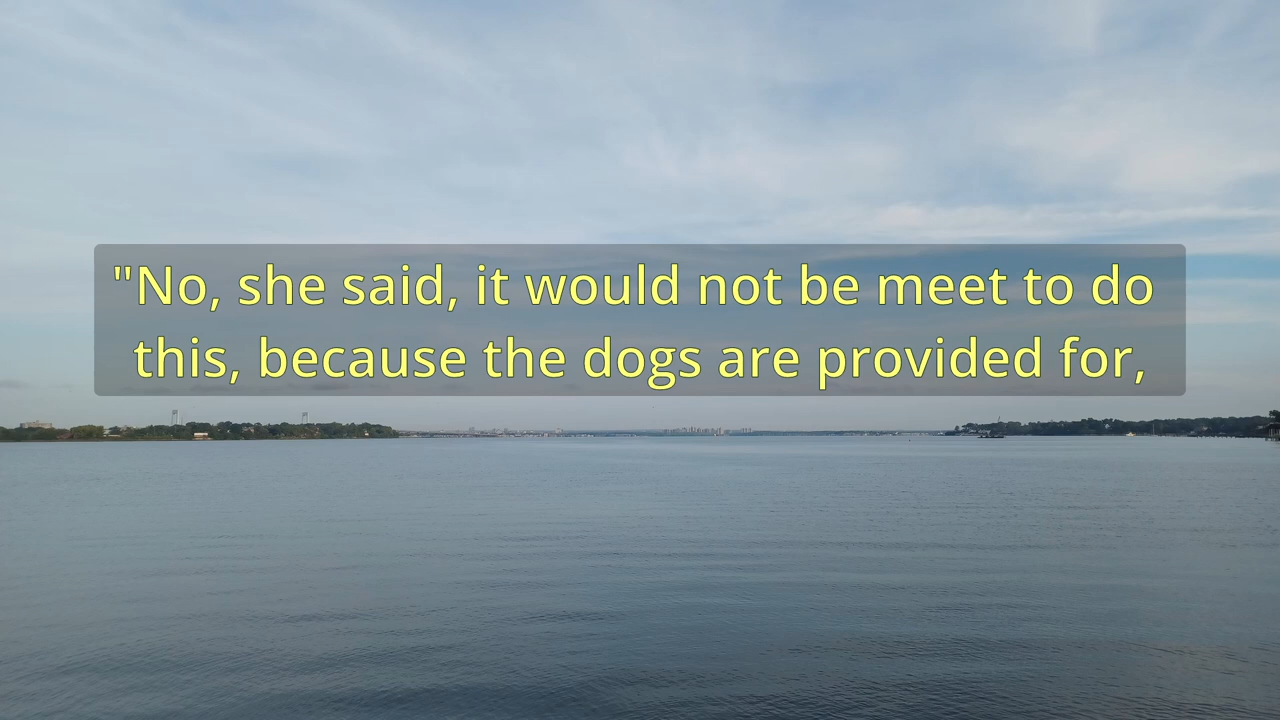 "No, she said, it would not be meet to do
this, because the dogs are provided for,